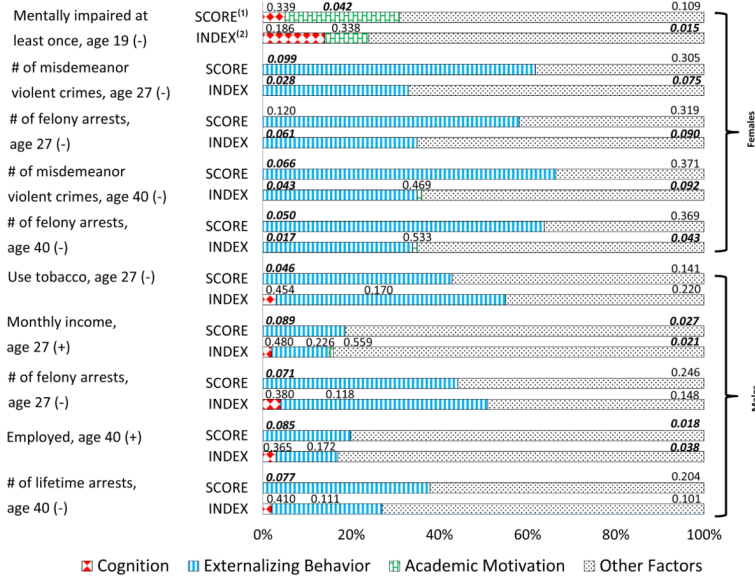 0.339 0.042 0.109
Mentally impaired at SCORE(1)
0.186 0.338 0.015
least once, age 19 (-) INDEX(2)
0.099 0.305
# of misdemeanor SCORE
0.028 0.075
violent crimes, age 27 (-) INDEX
0.120 0.319
# of felony arrests, SCORE
0.061 0.090
age 27 (-) INDEX
0.066 0.371
# of misdemeanor SCORE
0.043 0.469 0.092
violent crimes, age 40 (-) INDEX
0.050 0.369
# of felony arrests, SCORE
0.017 0.533 0.043
age 40 (-) INDEX
Females
0.046 0.141
Use tobacco, age 27 (-) SCORE
0.454 0.170 0.220
INDEX
0.089 0.027
Monthly income, SCORE
0.480 0.226 0.559 0.021
age 27 (+) INDEX
0.071 0.246
# of felony arrests, SCORE
0.380 0.118 0.148
age 27 (-) INDEX
0.085 0.018
Employed, age 40 (+) SCORE
0.365 0.172 0.038
INDEX
0.077 0.204
# of lifetime arrests, SCORE
0.410 0.111 0.101
age 40 (-) INDEX
Males
0% 20% 40% 60% 80% 100%
Cognition Externalizing Behavior Academic Motivation Other Factors